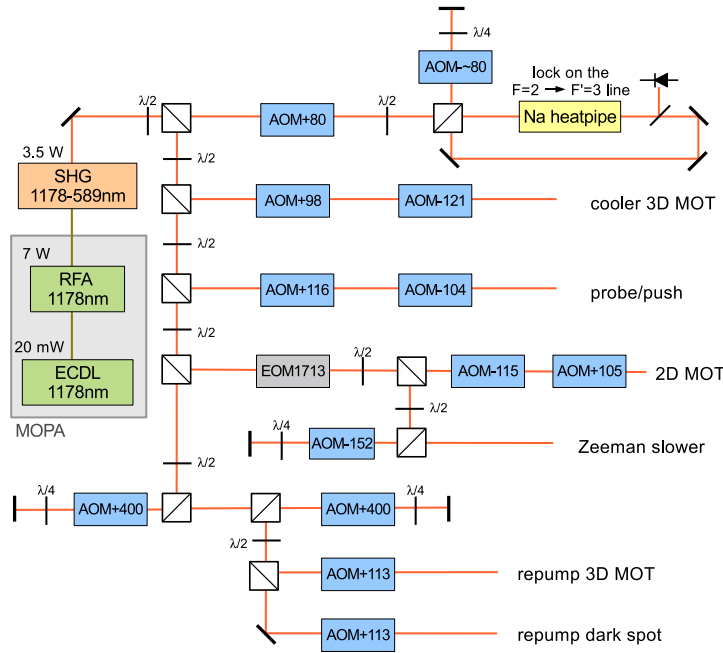 λ/4
AOM-~80
lock on the
F=2 → F'=3 line
λ/2
AOM+80
λ/2
Na heatpipe
3.5 W
SHG
1178-589nm
λ/2
AOM+98
AOM-121
cooler 3D MOT
7 W
RFA
1178nm
λ/2
AOM+116
AOM-104
probe/push
20 mW
ECDL
1178nm
MOPA
λ/2
EOM1713
λ/2
AOM-115
AOM+105
2D MOT
λ/2
λ/4
AOM-152
Zeeman slower
λ/2
λ/4
AOM+400
AOM+400
λ/4
λ/2
AOM+113
repump 3D MOT
AOM+113
repump dark spot